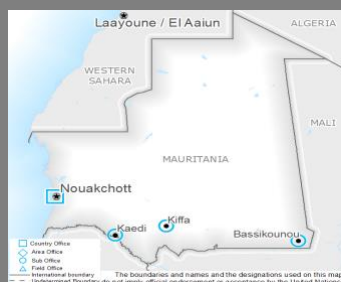 Laayoune / El Aaiun
ALGERIA
WESTERN
SAHARA
MALI
MAURITANIA
Nouakchott
Kiffa
Kaedi
Bassikounou
Country Office
Area Office
Sub Office
Field Office
International boundary
The boundaries and names and the designations used on this map
Undetermined Boundary
do not imply official endorsement or acceptance by the United Nations